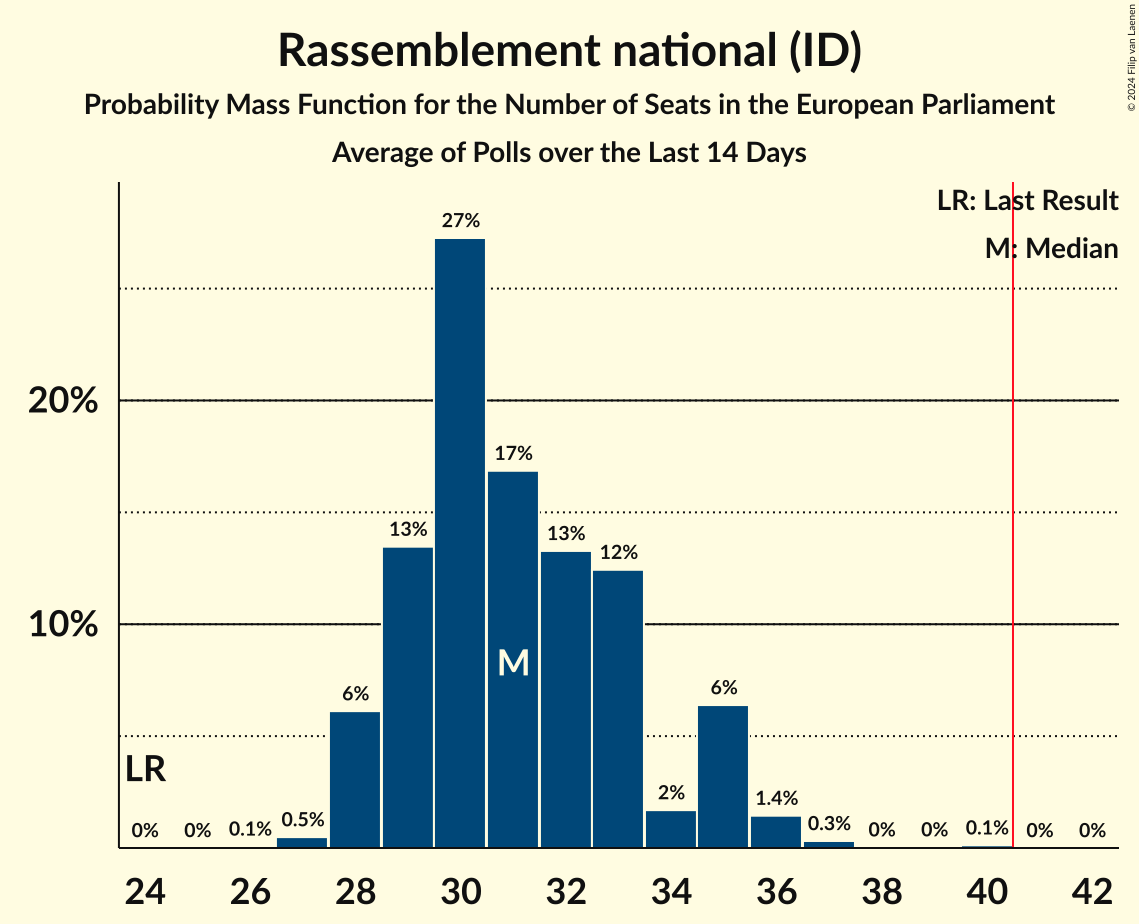 Rassemblement national (ID)
Probability Mass Function for the Number of Seats in the European Parliament
Average of Polls over the Last 14 Days
© 2024 Filip van Laenen
LR: Last Result
M: Median
27%
20%
17%
13%
13%
12%
10%
M
6%
6%
LR
2%
1.4%
0%
0%
0.1%
0.5%
0.3%
0%
0%
0.1%
0%
0%
24 26 28 30 32 34 36 38 40 42